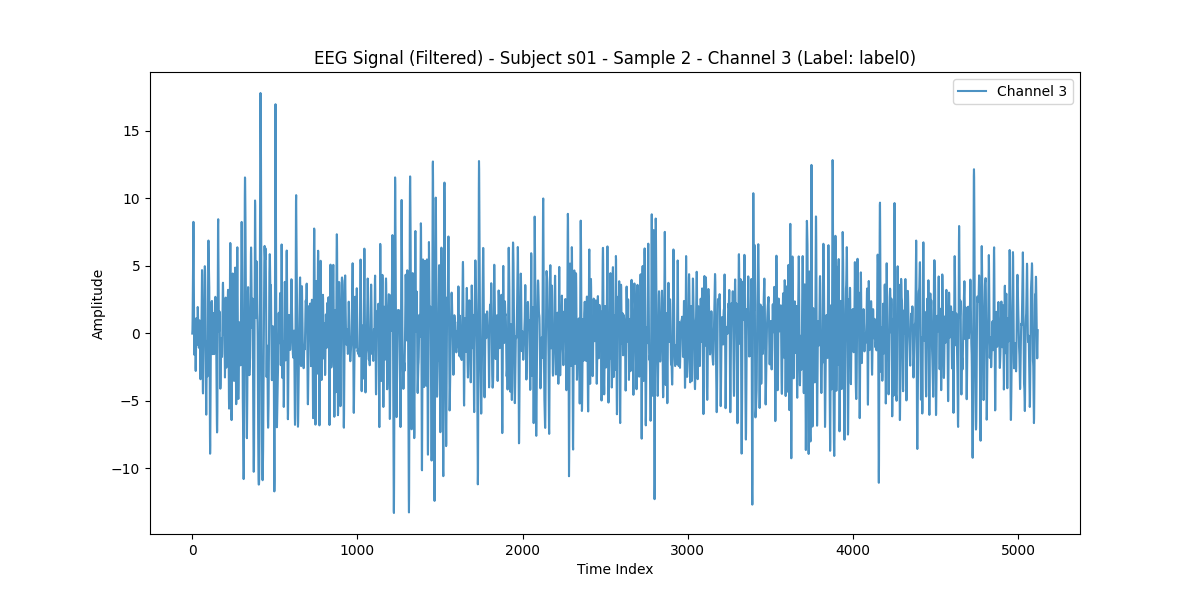 EEG Signal (Filtered) - Subject s01 - Sample 2 - Channel 3 (Label: label0)
Channel 3
15
10
5
0
−5
−10
Amplitude
0 1000 2000 3000 4000 5000
Time Index